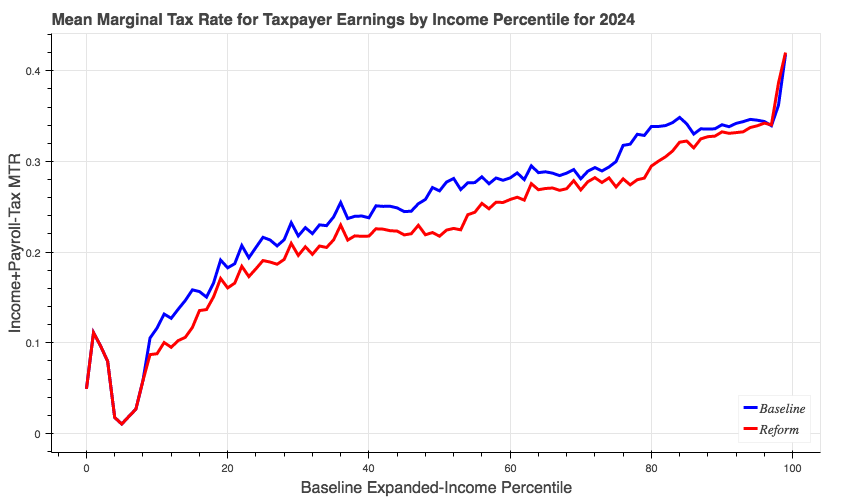 Mean Marginal Tax Rate for Taxpayer Earnings by Income Percentile for 2024
Income+Payroll-Tax MTR
0.4
0.3
0.2
0.1
0
0 20 40 60 80 100
Baseline Expanded-Income Percentile
Baseline
Reform